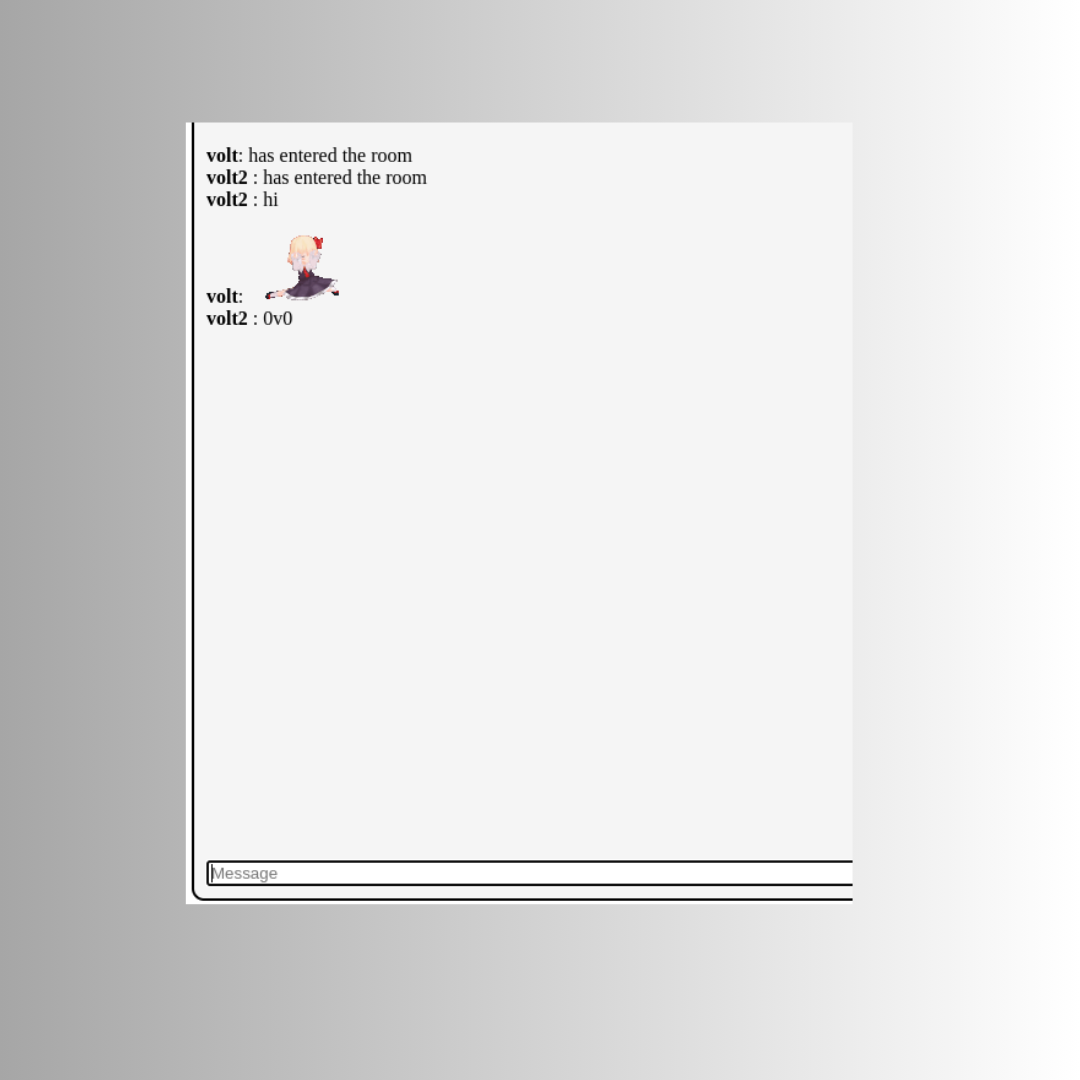 volt: has entered the room
volt2 : has entered the room
volt2 : hi
volt:
volt2 : 0v0
Message